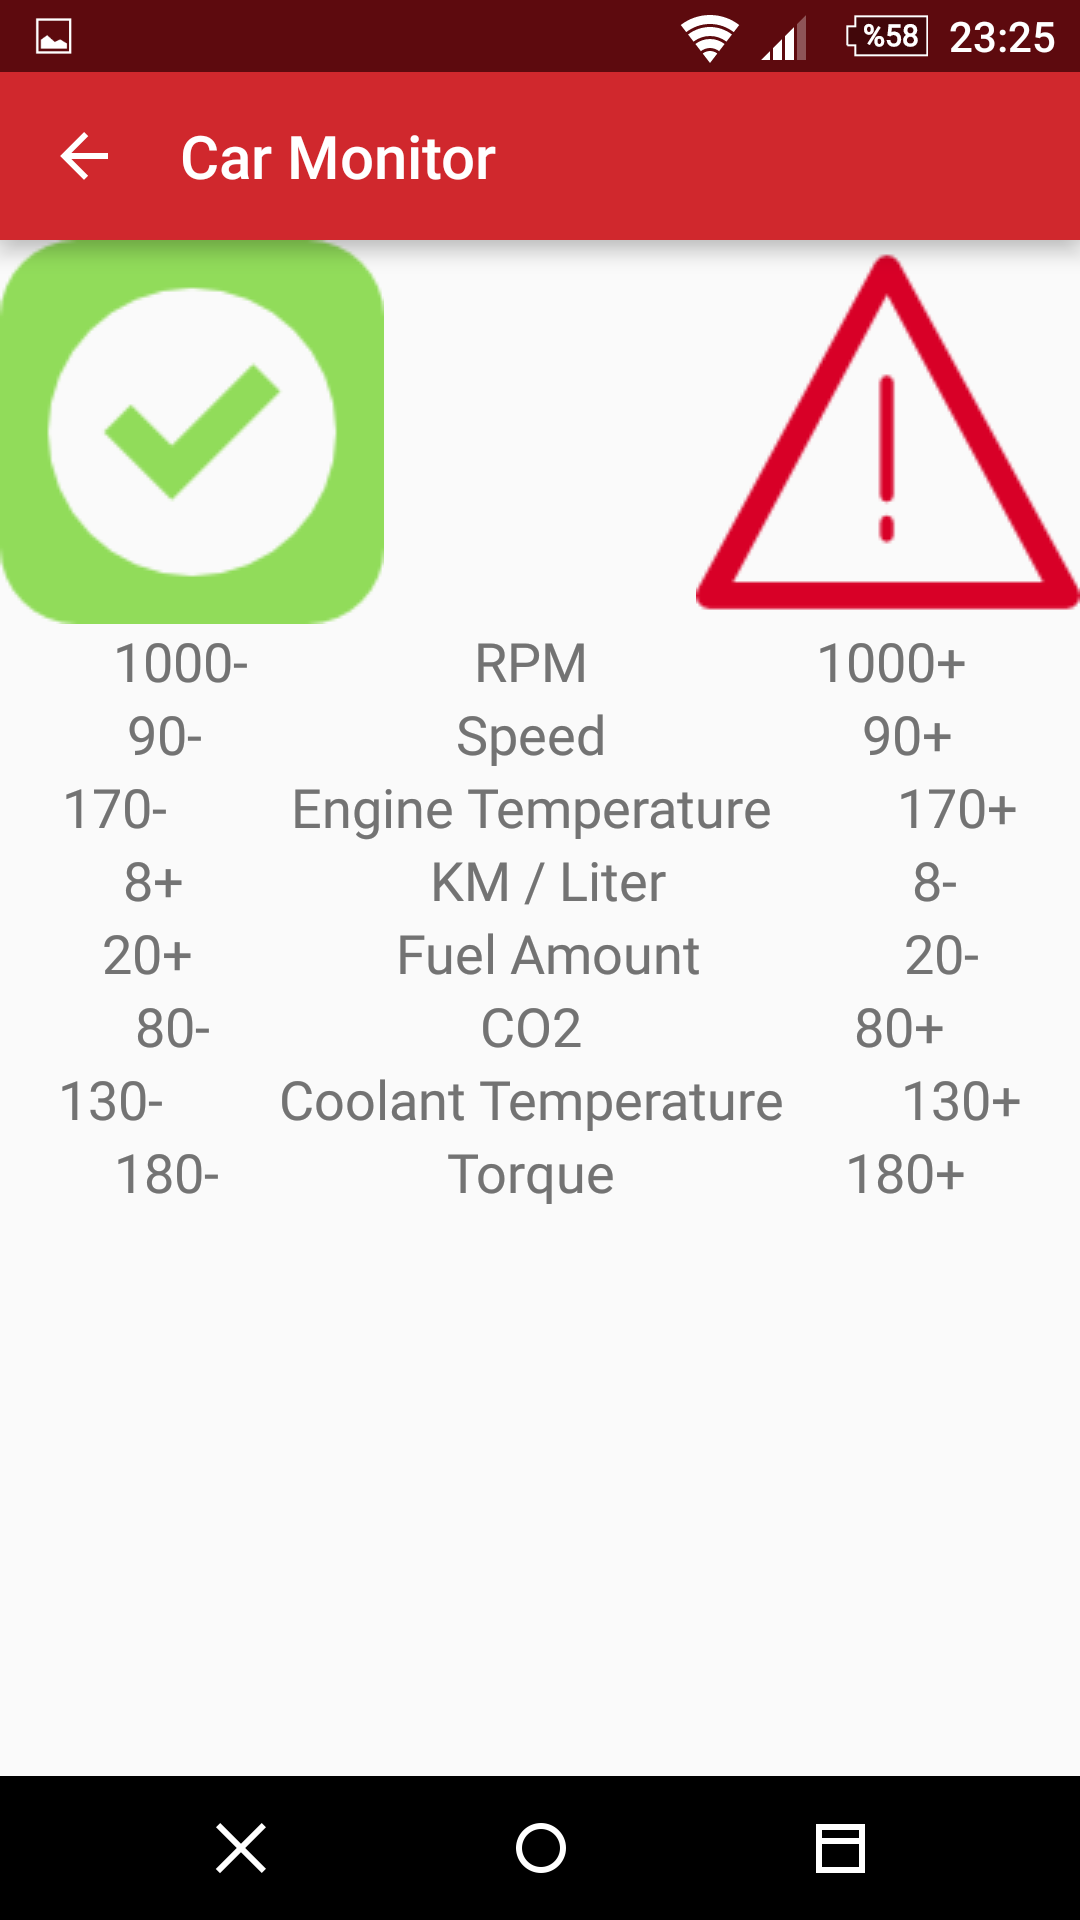 %58 23:25
Car Monitor
1000- RPM 1000+
90- Speed 90+
170- Engine Temperature 170+
8+ KM / Liter 8-
20+ Fuel Amount 20-
80- CO2 80+
130- Coolant Temperature 130+
180- Torque 180+